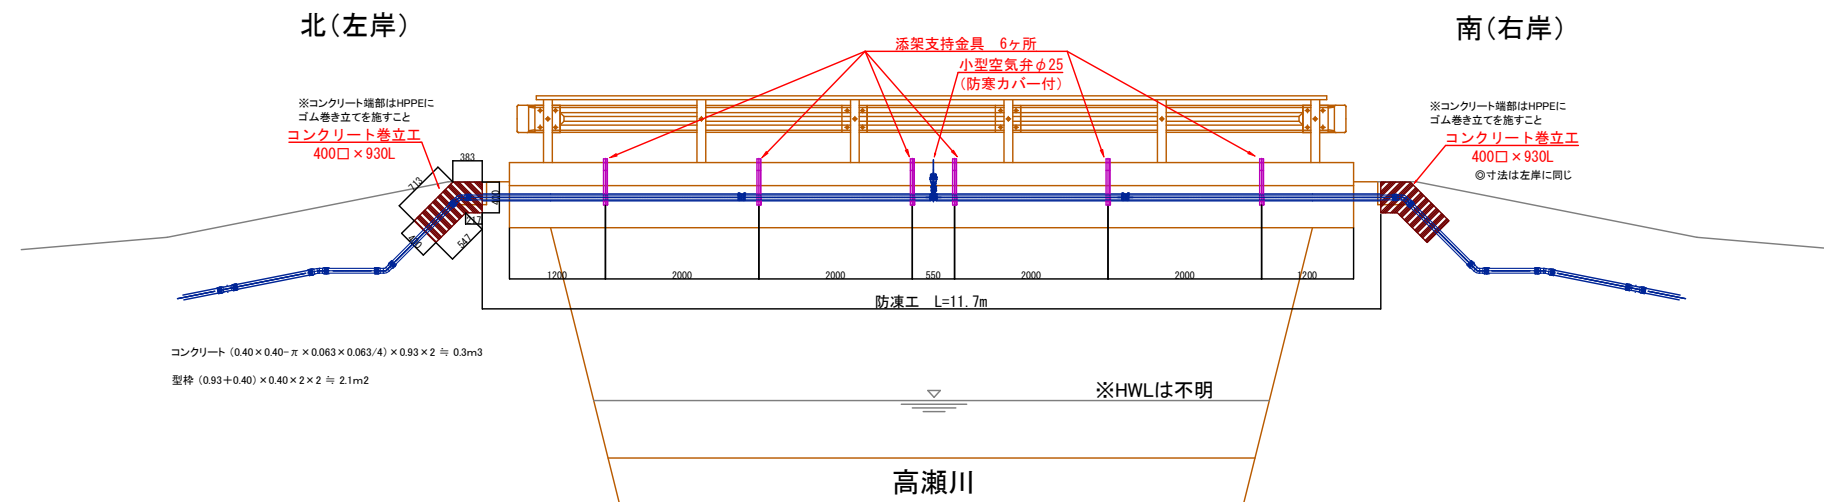 北(左岸)
南(右岸)
添架支持金具　6ヶ所
小型空気弁φ25
(防寒カバー付)
※コンクリート端部はHPPEに
ゴム巻き立てを施すこと
コンクリート巻立工
400□×930L
※コンクリート端部はHPPEに
ゴム巻き立てを施すこと
コンクリート巻立工
400□×930L
◎寸法は左岸に同じ
383
713
400
217
547
400
1200
2000
2000
550
2000
2000
1200
防凍工　L=11.7m
コンクリート (0.40×0.40-π×0.063×0.063/4)×0.93×2 ≒ 0.3m3
型枠 (0.93+0.40)×0.40×2×2 ≒ 2.1m2
※HWLは不明
高瀬川